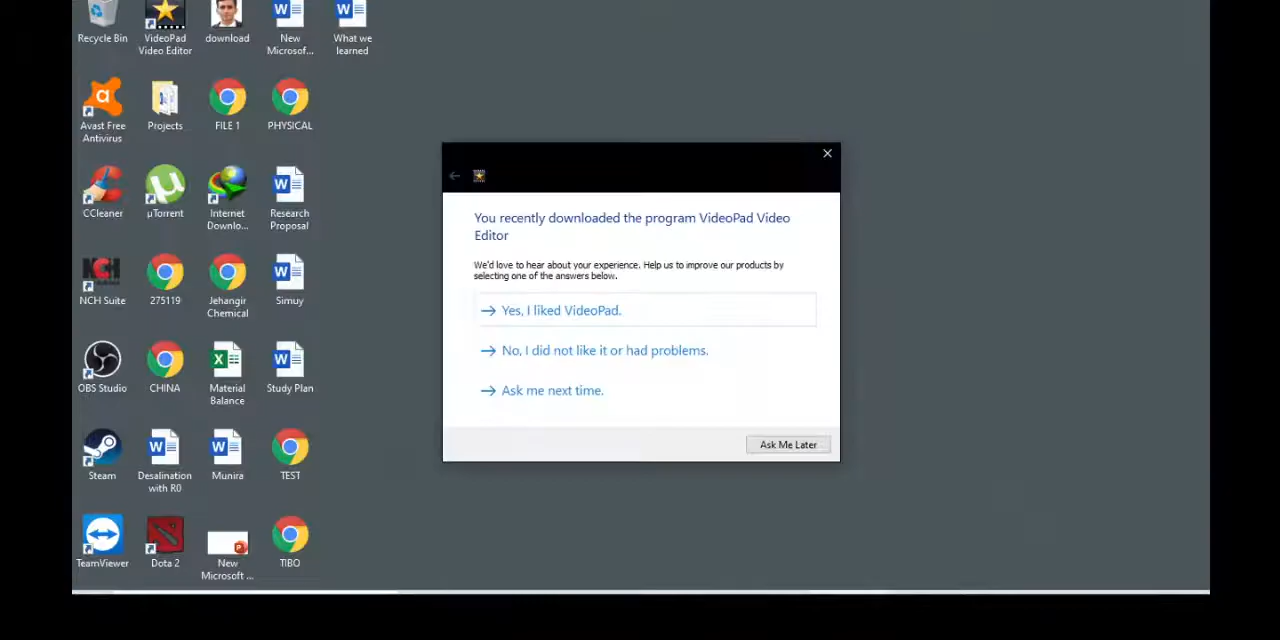 Recycle Bin
VideoPad
Video Editor
download
New
Microsof...
What we
learned
Avast Free
Antivirus
Projects
FILE 1
PHYSICAL
CCleaner
µTorrent
Internet
Downlo...
Research
Proposal
NCH Suite
275119
Jehangir
Chemical
Simuy
OBS Studio
CHINA
Material
Balance
Study Plan
Steam
Desalination
with R0
Munira
TEST
TeamViewer
Dota 2
New
Microsoft ...
TIBO
You recently downloaded the program VideoPad Video
Editor
We'd love to hear about your experience. Help us to improve our products by
selecting one of the answers below.
Yes, I liked VideoPad.
No, I did not like it or had problems.
Ask me next time.
Ask Me Later